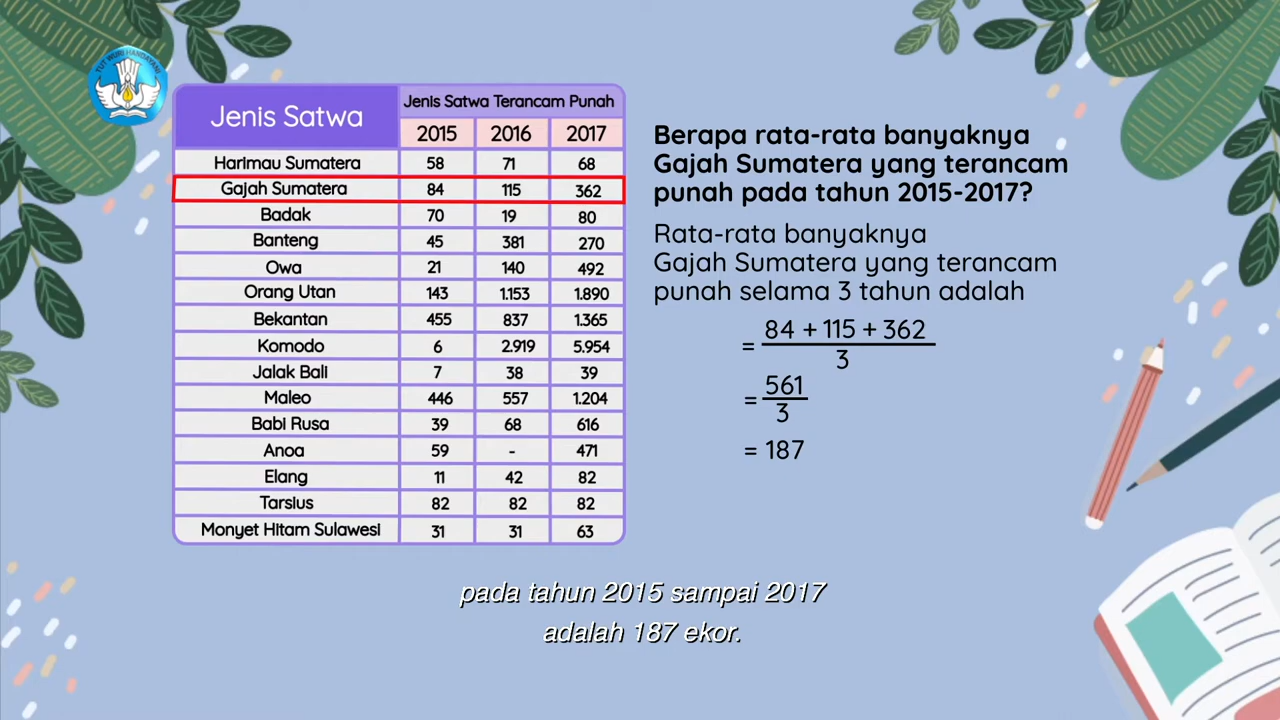 TUT WURI HANDAYANI
Jenis Satwa
Jenis Satwa Terancam Punah
2015 2016 2017
Harimau Sumatera 58 71 68
Gajah Sumatera 84 115 362
Badak 70 19 80
Banteng 45 381 270
Owa 21 140 492
Orang Utan 143 1.153 1.890
Bekantan 455 837 1.365
Komodo 6 2.919 5.954
Jalak Bali 7 38 39
Maleo 446 557 1.204
Babi Rusa 39 68 616
Anoa 59 - 471
Elang 11 42 82
Tarsius 82 82 82
Monyet Hitam Sulawesi 31 31 63
Berapa rata-rata banyaknya
Gajah Sumatera yang terancam
punah pada tahun 2015-2017?
Rata-rata banyaknya
Gajah Sumatera yang terancam
punah selama 3 tahun adalah
= 84 + 115 + 362
3
= 561
3
= 187
pada tahun 2015 sampai 2017
adalah 187 ekor.